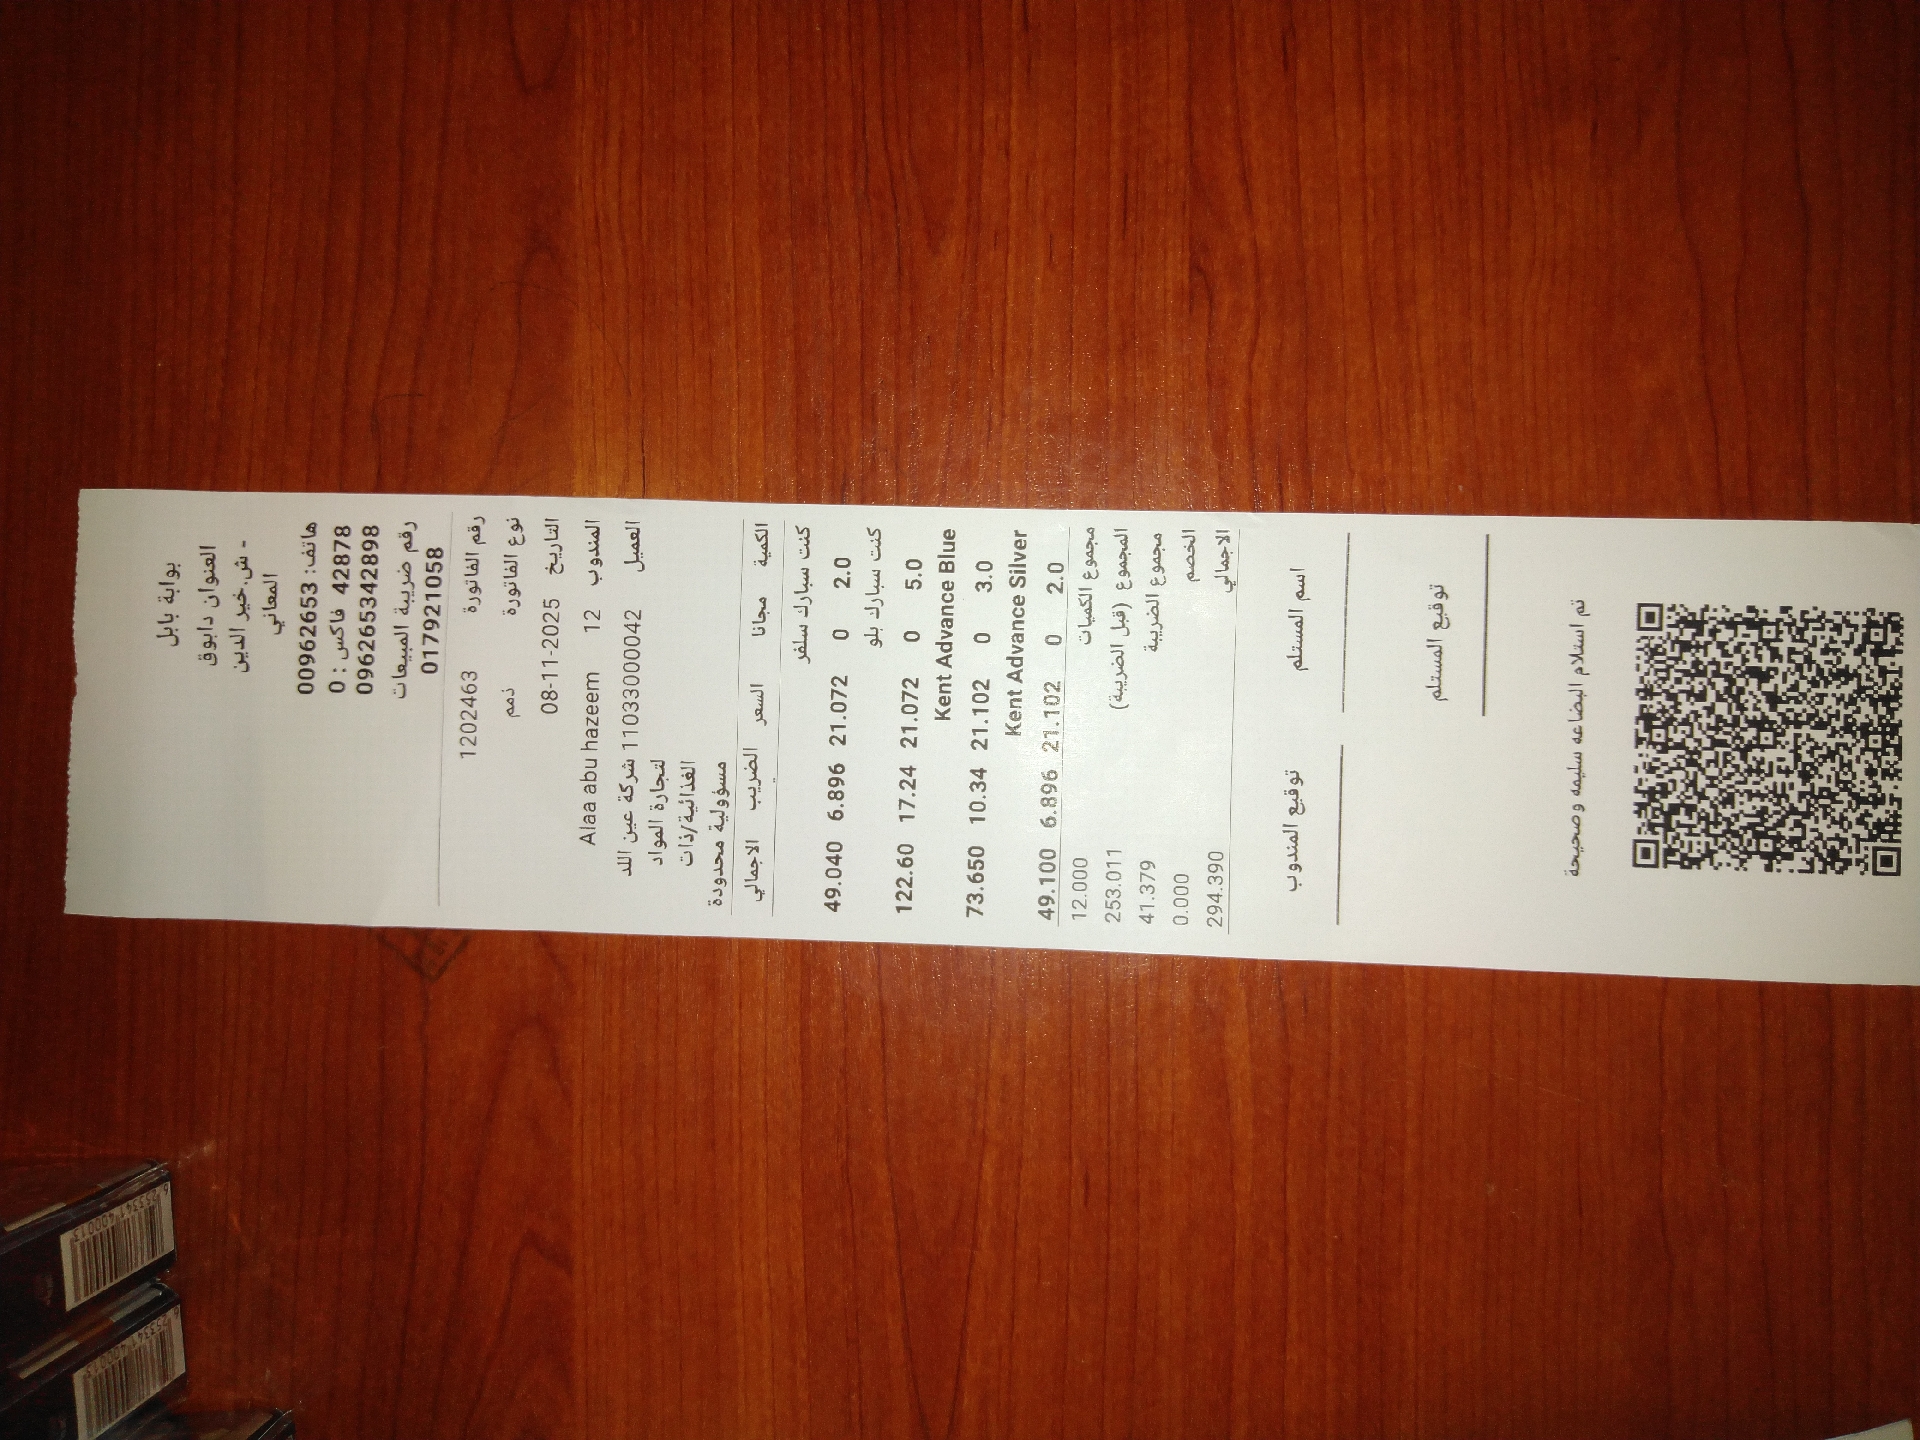 بوابة بابل
العنوان دابوق
- ش.خير الدين
المعاني
هاتف: 00962653
42878 فاكس : 0
096265342898
رقم ضريبة المبيعات
017921058
رقم الفاتورة 1202463
نوع الفاتورة ذمم
التاريخ 08-11-2025
المندوب 12 Alaa abu hazeem
العميل 1103300042 شركة عين اللد
لتجارة المواد
الغذائية/ذات
مسؤولية محدودة
الكمية مجانا السعر الضريب الاجمالي
كنت سبارك سلفر
2.0 0 21.072 6.896 49.040
كنت سبارك بلو
5.0 0 21.072 17.24 122.60
Kent Advance Blue
3.0 0 21.102 10.34 73.650
Kent Advance Silver
2.0 0 21.102 6.896 49.100
مجموع الكميات 12.000
المجموع (قبل الضريبة) 253.011
مجموع الضريبة 41.379
الخصم 0.000
الاجمالي 294.390
اسم المستلم توقيع المندوب
توقيع المستلم
تم استلام البضاعه سليمه وصحيحة